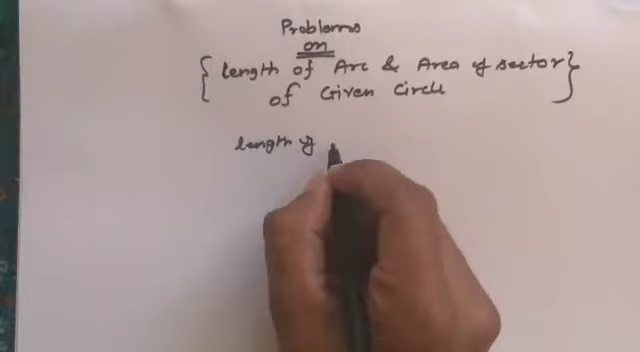 Problems
on
{ length of Arc & Area of sector }
of Given Circle
length of